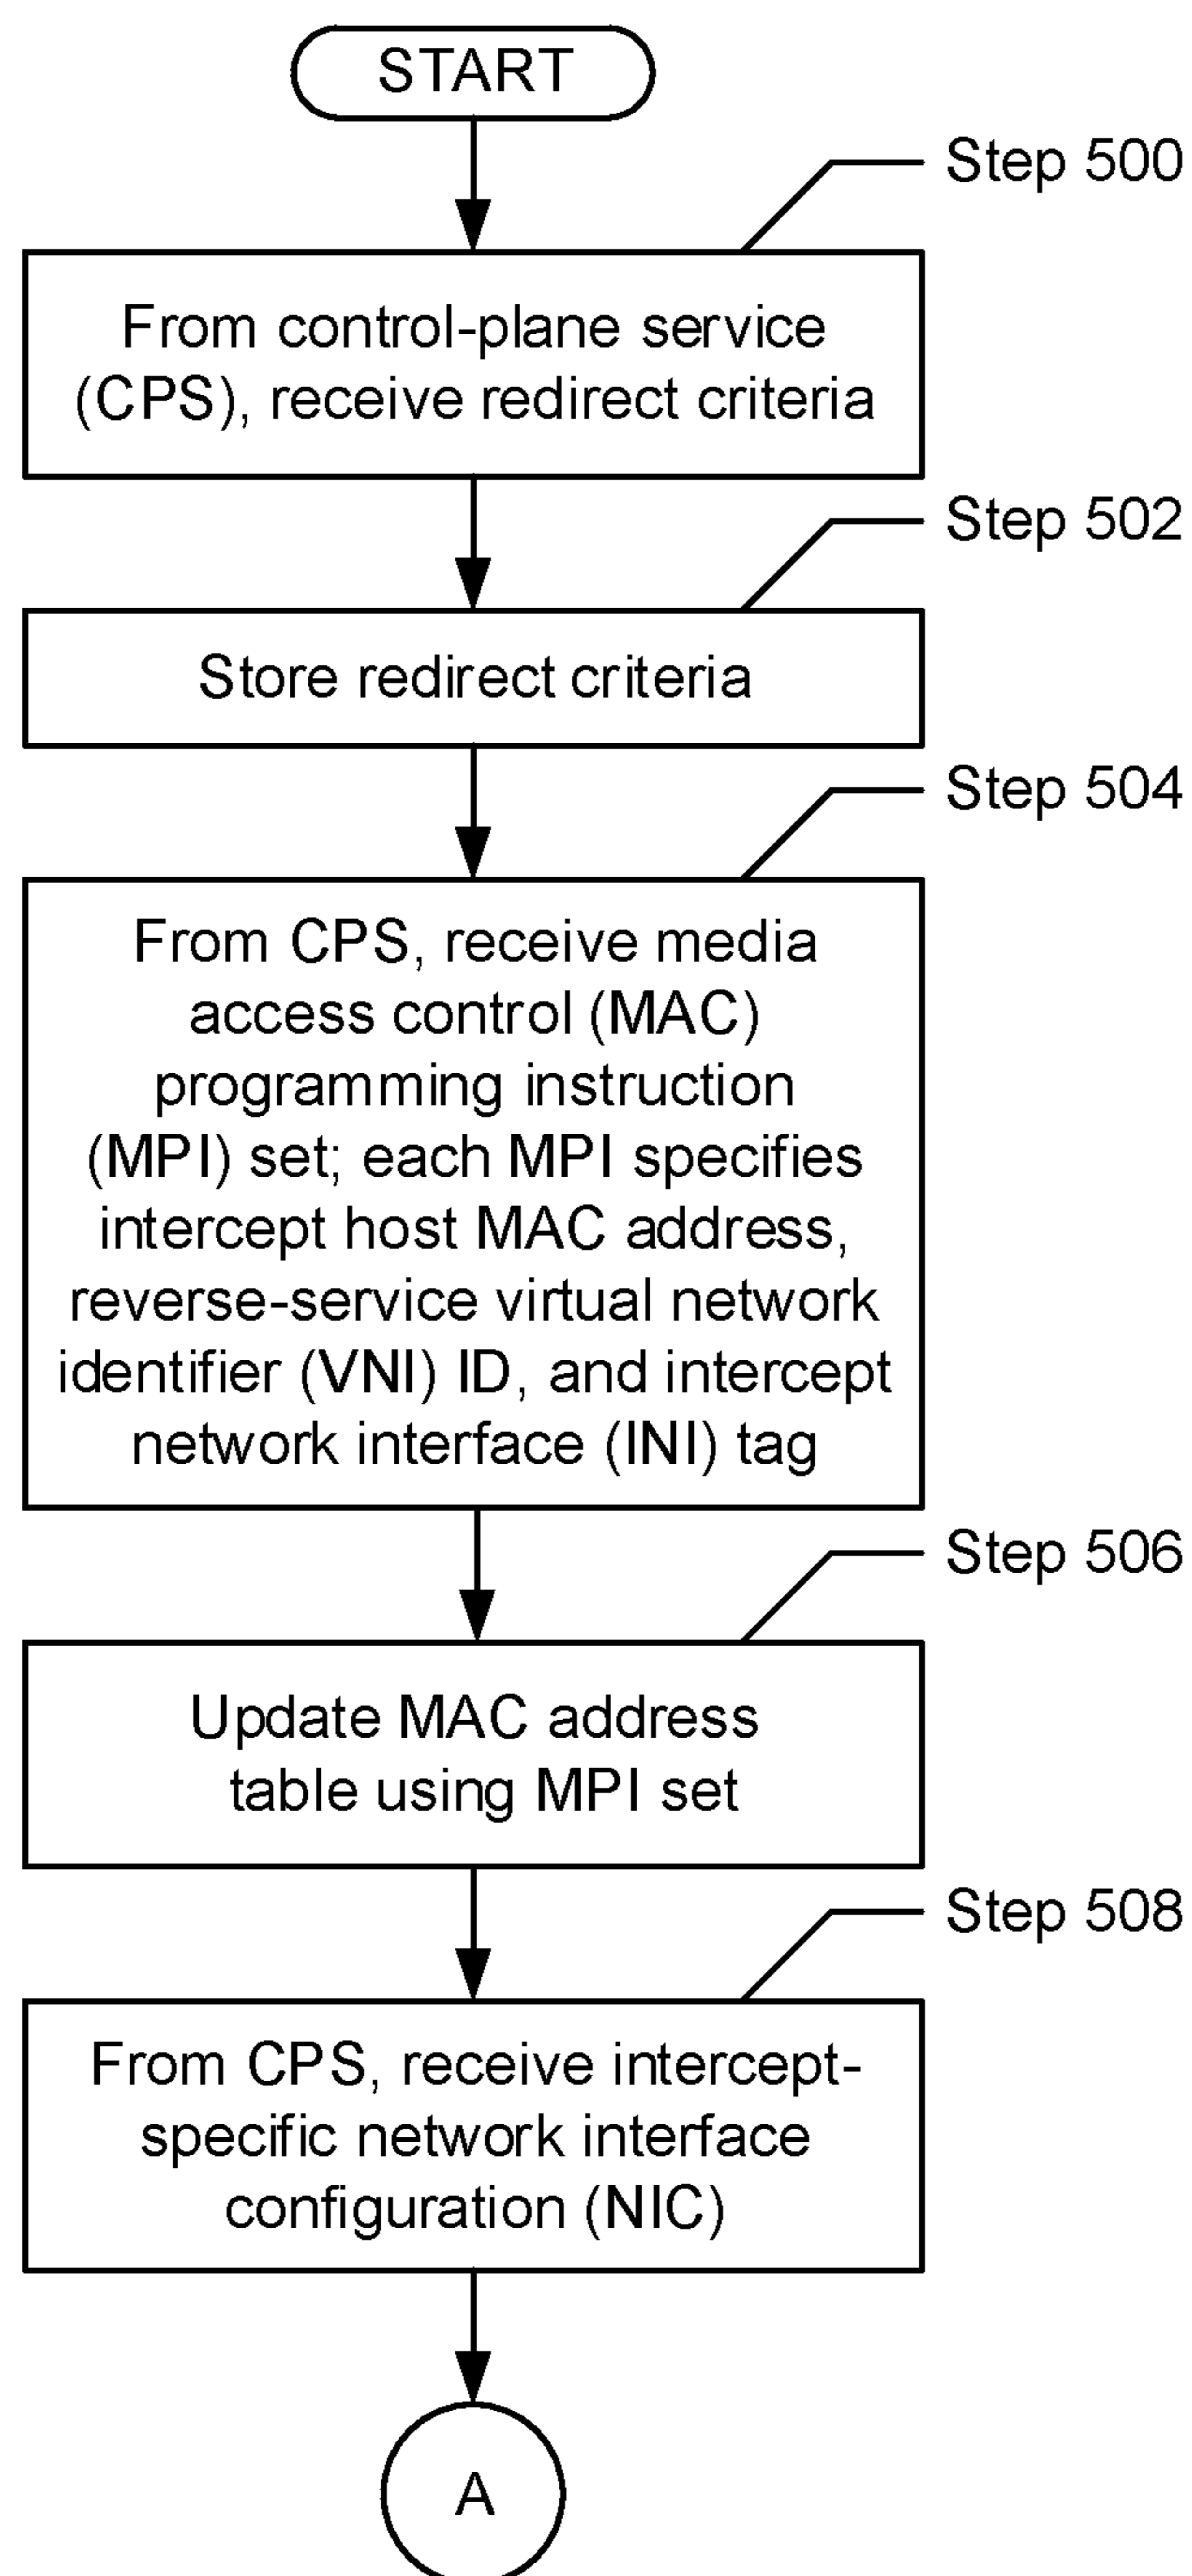 START
Step 500
From control-plane service
(CPS), receive redirect criteria
Step 502
Store redirect criteria
Step 504
From CPS, receive media
access control (MAC)
programming instruction
(MPI) set; each MPI specifies
intercept host MAC address,
reverse-service virtual network
identifier (VNI) ID, and intercept
network interface (INI) tag
Step 506
Update MAC address
table using MPI set
Step 508
From CPS, receive intercept-
specific network interface
configuration (NIC)
A